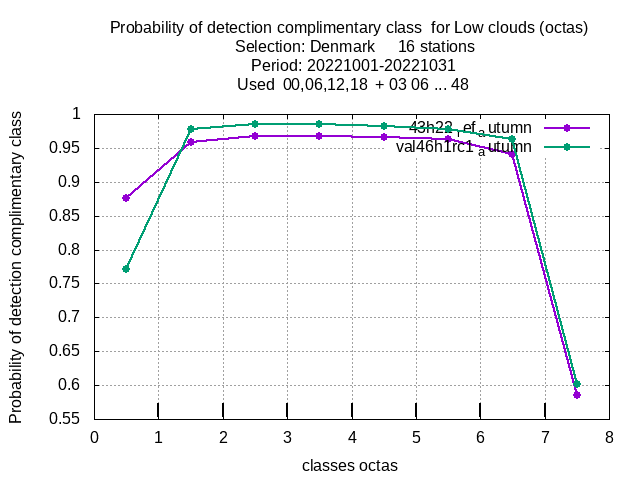 Probability of detection complimentary class  for Low clouds (octas)
Selection: Denmark     16 stations
Period: 20221001-20221031
Used  00,06,12,18  + 03 06 ... 48
Probability of detection complimentary class
1
0.95
0.9
0.85
0.8
0.75
0.7
0.65
0.6
0.55
43h22_ref_autumn
val46h1rc1_autumn
0 1 2 3 4 5 6 7 8
classes octas